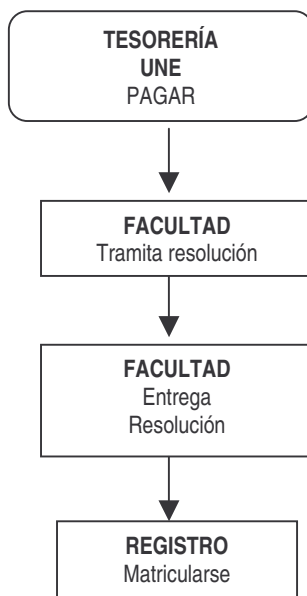 TESORERÍA
UNE
PAGAR
FACULTAD
Tramita resolución
FACULTAD
Entrega
Resolución
REGISTRO
Matricularse